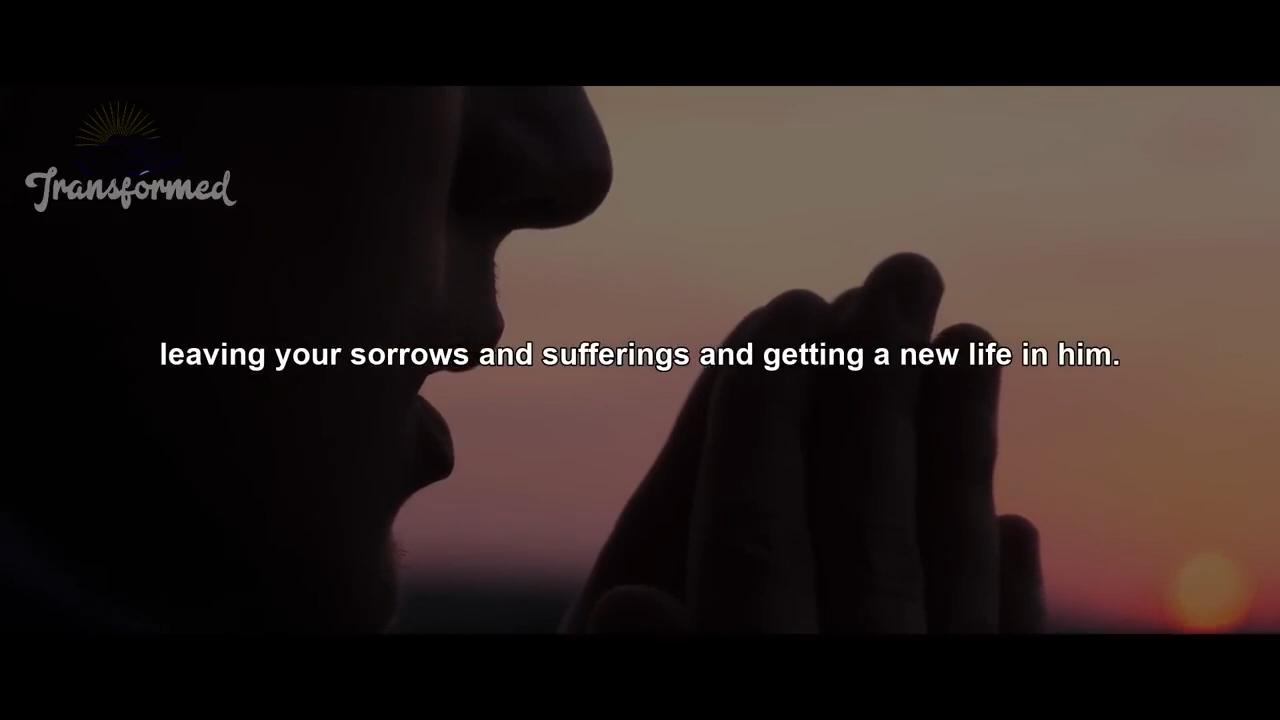 Transformed
leaving your sorrows and sufferings and getting a new life in him.